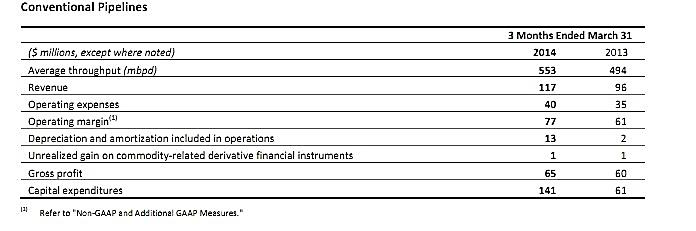 Conventional Pipelines
3 Months Ended March 31
($ millions, except where noted) 2014 2013
Average throughput (mbpd) 553 494
Revenue 117 96
Operating expenses 40 35
Operating margin(1) 77 61
Depreciation and amortization included in operations 13 2
Unrealized gain on commodity-related derivative financial instruments 1 1
Gross profit 65 60
Capital expenditures 141 61
(1) Refer to "Non-GAAP and Additional GAAP Measures."